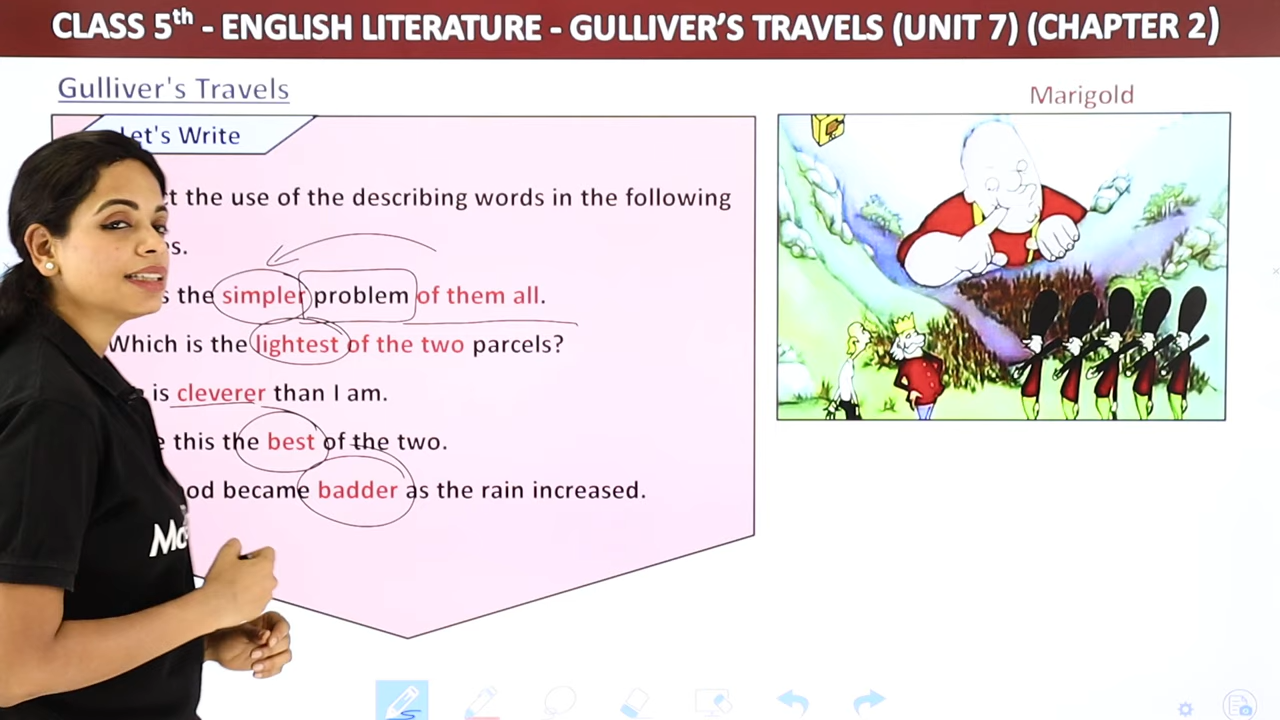 CLASS 5th - ENGLISH LITERATURE - GULLIVER'S TRAVELS (UNIT 7) (CHAPTER 2)
Gulliver's Travels
Marigold
Let's Write
the use of the describing words in the following
the simpler problem of them all.
Which is the lightest of the two parcels?
is cleverer than I am.
this the best of the two.
became badder as the rain increased.